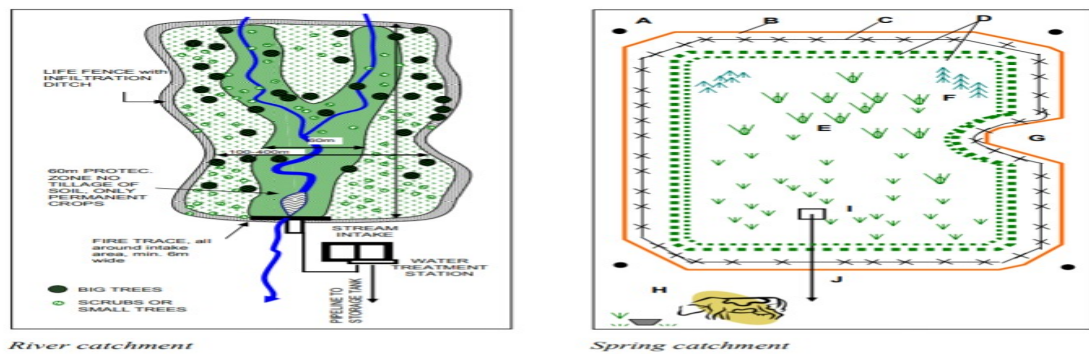 LIFE FENCE with
INFILTRATION
DITCH
60m
100-400m
60m PROTEC.
ZONE NO
TILLAGE OF
SOIL, ONLY
PERMANENT
CROPS
FIRE TRACE, all
around intake
area, min. 6m
wide
STREAM
INTAKE
WATER
TREATMENT
STATION
PIPELINE TO
STORAGE TANK
BIG TREES
SCRUBS OR
SMALL TREES
River catchment
A
B
C
D
F
E
G
I
J
H
Spring catchment